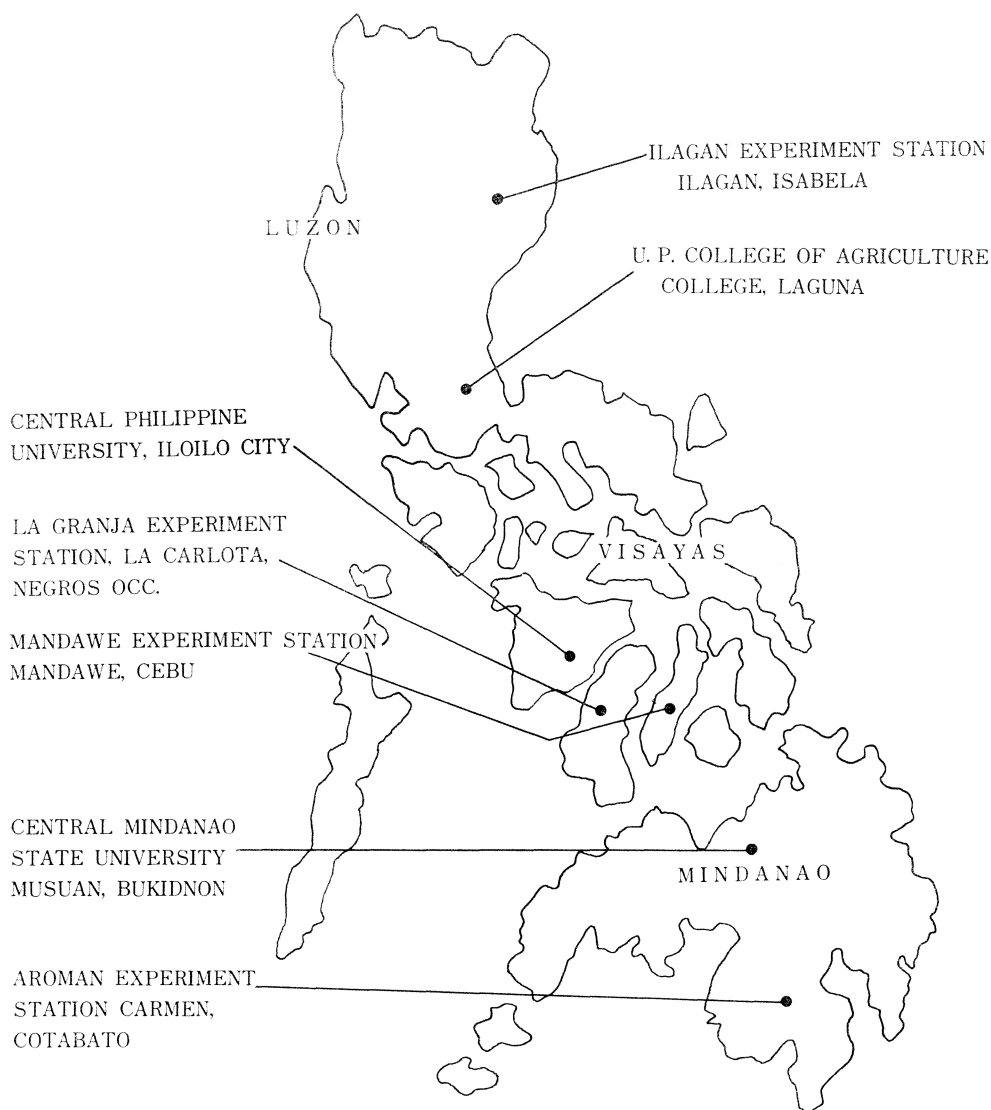 ILAGAN EXPERIMENT STATION
ILAGAN, ISABELA
LUZON
U. P. COLLEGE OF AGRICULTURE
COLLEGE, LAGUNA
CENTRAL PHILIPPINE
UNIVERSITY, ILOILO CITY
LA GRANJA EXPERIMENT
STATION, LA CARLOTA,
NEGROS OCC.
VISAYAS
MANDAWE EXPERIMENT STATION
MANDAWE, CEBU
CENTRAL MINDANAO
STATE UNIVERSITY
MUSUAN, BUKIDNON
MINDANAO
AROMAN EXPERIMENT
STATION CARMEN,
COTABATO